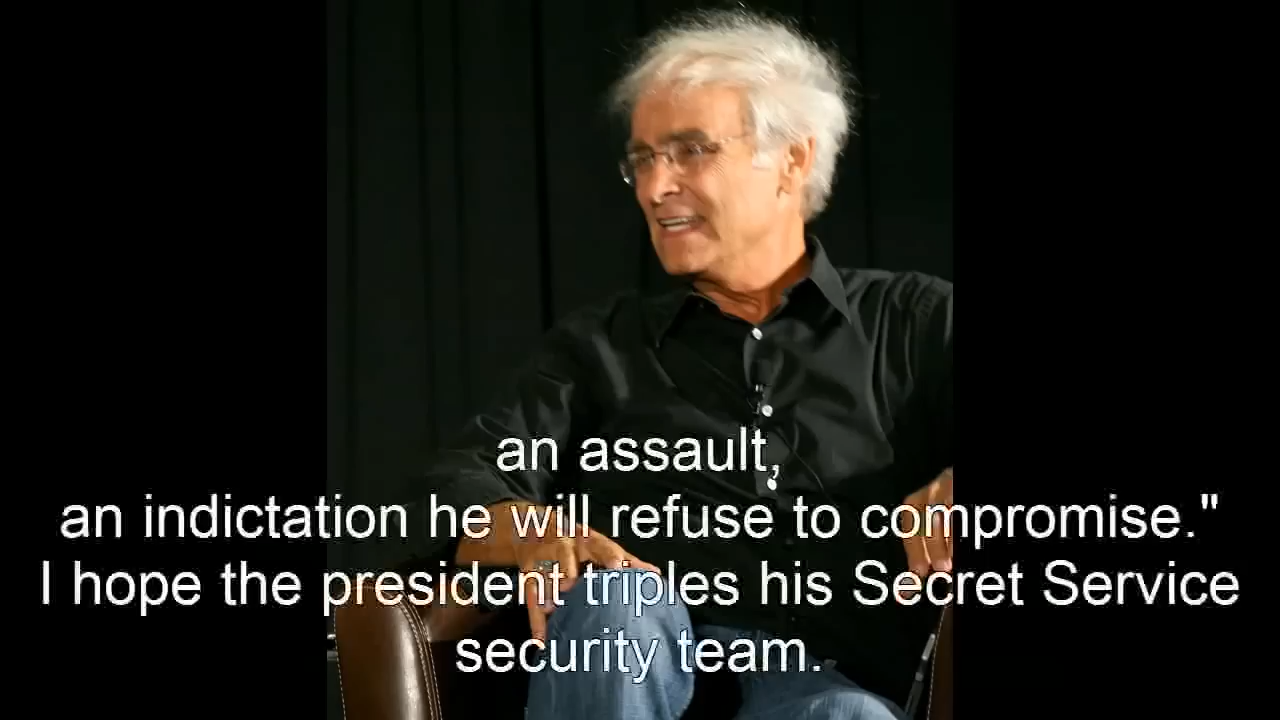 an assault,
an indictation he will refuse to compromise."
I hope the president triples his Secret Service
security team.